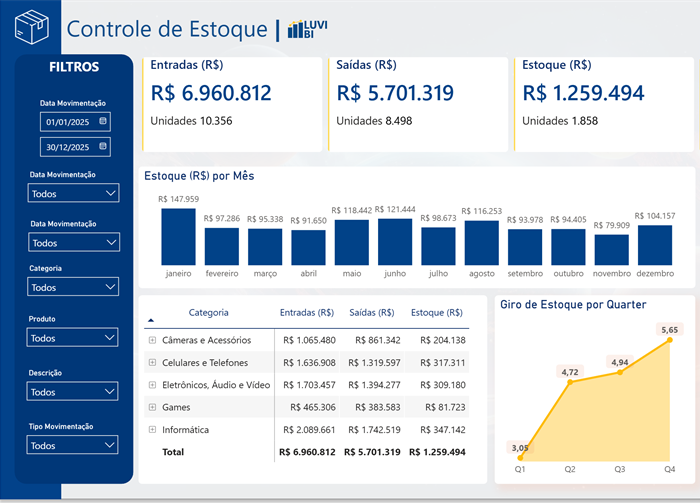 Controle de Estoque | LUVI BI
FILTROS
Data Movimentação
01/01/2025
30/12/2025
Data Movimentação
Todos
Data Movimentação
Todos
Categoria
Todos
Produto
Todos
Descrição
Todos
Tipo Movimentação
Todos
Entradas (R$)
R$ 6.960.812
Unidades 10.356
Saídas (R$)
R$ 5.701.319
Unidades 8.498
Estoque (R$)
R$ 1.259.494
Unidades 1.858
Estoque (R$) por Mês
R$ 147.959 R$ 97.286 R$ 95.338 R$ 91.650 R$ 118.442 R$ 121.444 R$ 98.673 R$ 116.253 R$ 93.978 R$ 94.405 R$ 79.909 R$ 104.157
janeiro fevereiro março abril maio junho julho agosto setembro outubro novembro dezembro
Categoria Entradas (R$) Saídas (R$) Estoque (R$)
Câmeras e Acessórios R$ 1.065.480 R$ 861.342 R$ 204.138
Celulares e Telefones R$ 1.636.908 R$ 1.319.597 R$ 317.311
Eletrônicos, Áudio e Vídeo R$ 1.703.457 R$ 1.394.277 R$ 309.180
Games R$ 465.306 R$ 383.583 R$ 81.723
Informática R$ 2.089.661 R$ 1.742.519 R$ 347.142
Total R$ 6.960.812 R$ 5.701.319 R$ 1.259.494
Giro de Estoque por Quarter
3,05 4,72 4,94 5,65
Q1 Q2 Q3 Q4